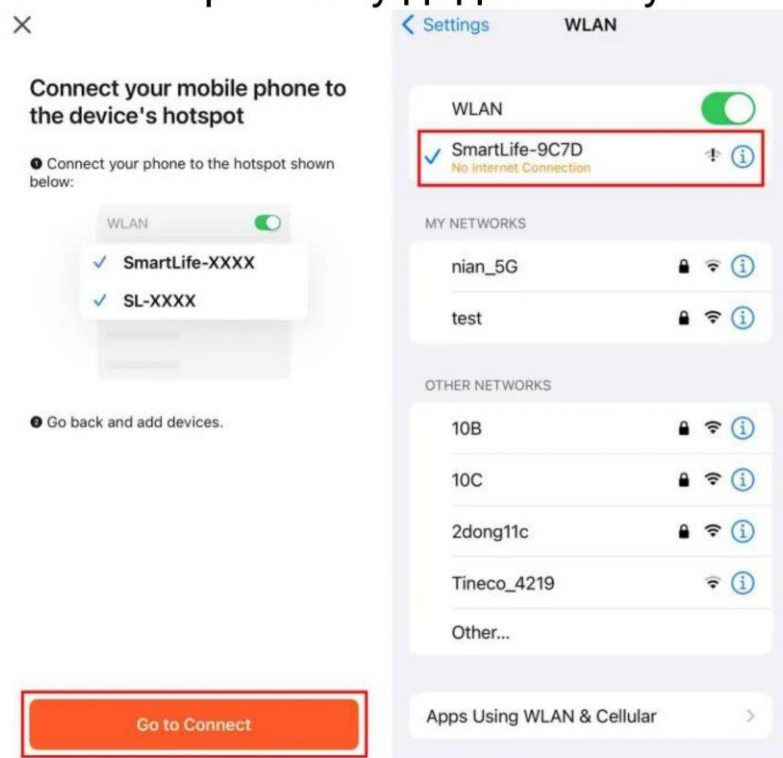 Connect your mobile phone to
the device's hotspot
❶ Connect your phone to the hotspot shown
below:
WLAN
SmartLife-XXXX
SL-XXXX
❷ Go back and add devices.
Go to Connect
Settings
WLAN
WLAN
SmartLife-9C7D
No Internet Connection
MY NETWORKS
nian_5G
test
OTHER NETWORKS
10B
10C
2dong11c
Tineco_4219
Other...
Apps Using WLAN & Cellular